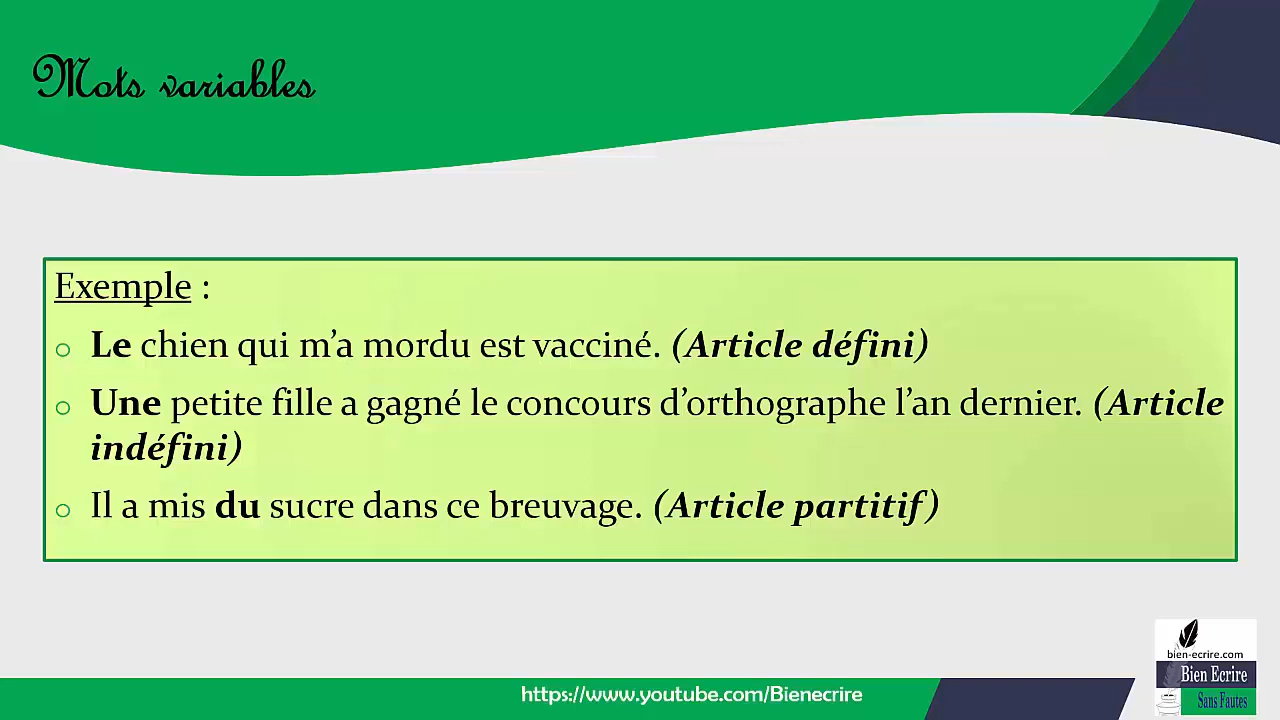 Mots variables
Exemple :
Le chien qui m’a mordu est vacciné. (Article défini)
Une petite fille a gagné le concours d’orthographe l’an dernier. (Article
indéfini)
Il a mis du sucre dans ce breuvage. (Article partitif)
bien-ecrire.com
Bien Ecrire
Sans Fautes
https://www.youtube.com/Bienecrire